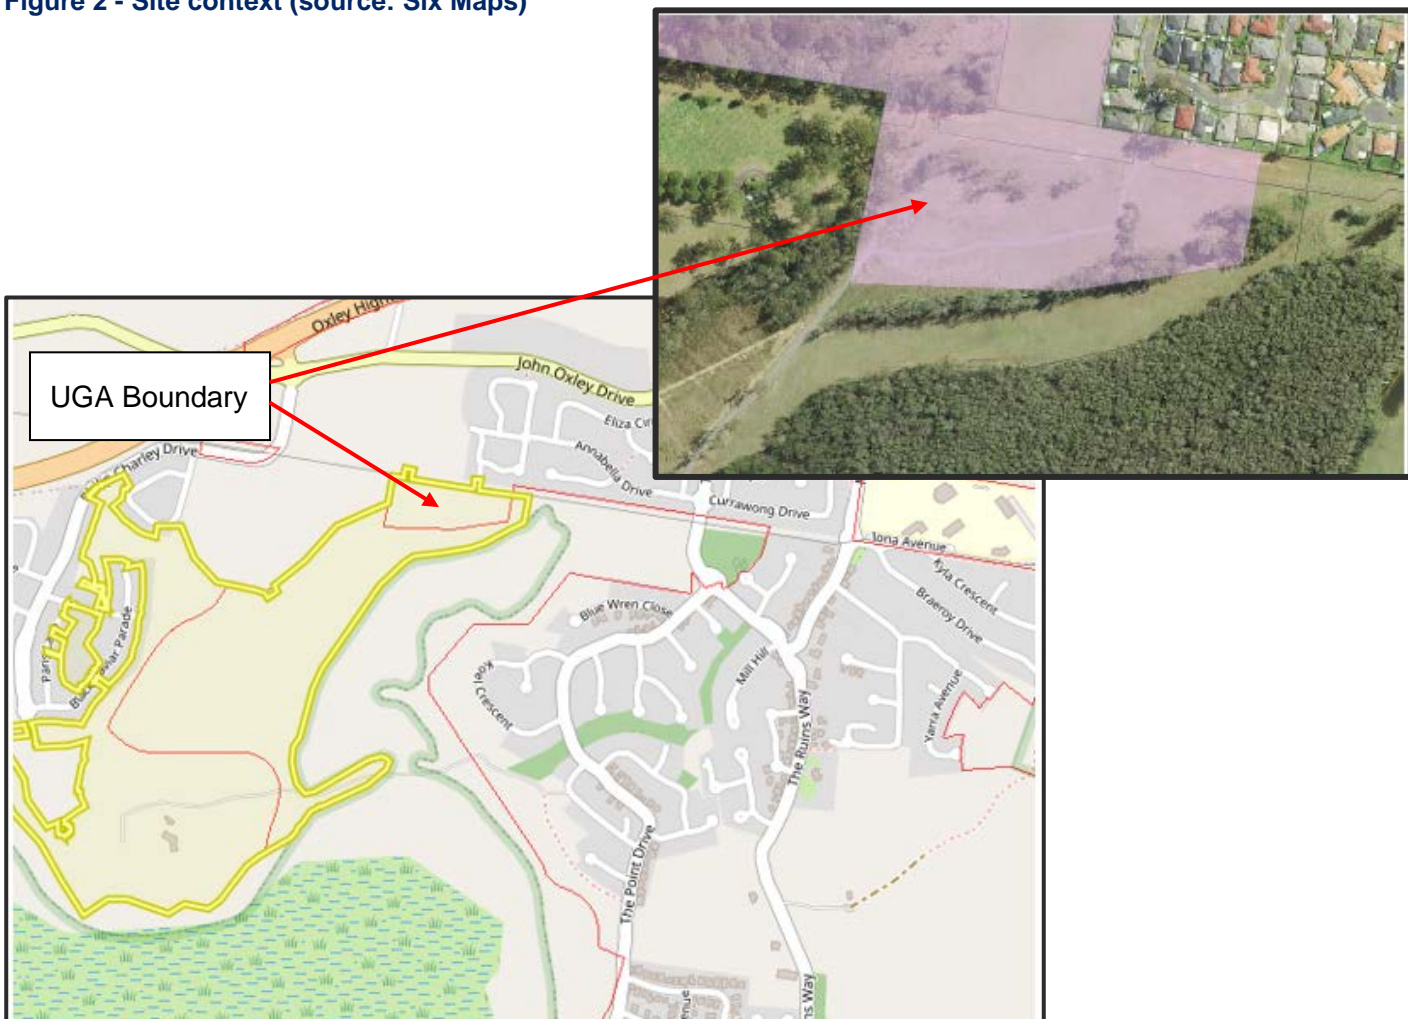 Figure 2 - Site context (source: Six Maps)
Oxley High
UGA Boundary
John Oxley Drive
Eliza Cir
Charley Drive
Annabella Drive
Currawong Drive
Iona Avenue
Kyla Crescent
Braeroy Drive
Blue Wren Close
Koel Crescent
Mill Hill
Yarra Avenue
The Ruins Way
The Point Drive